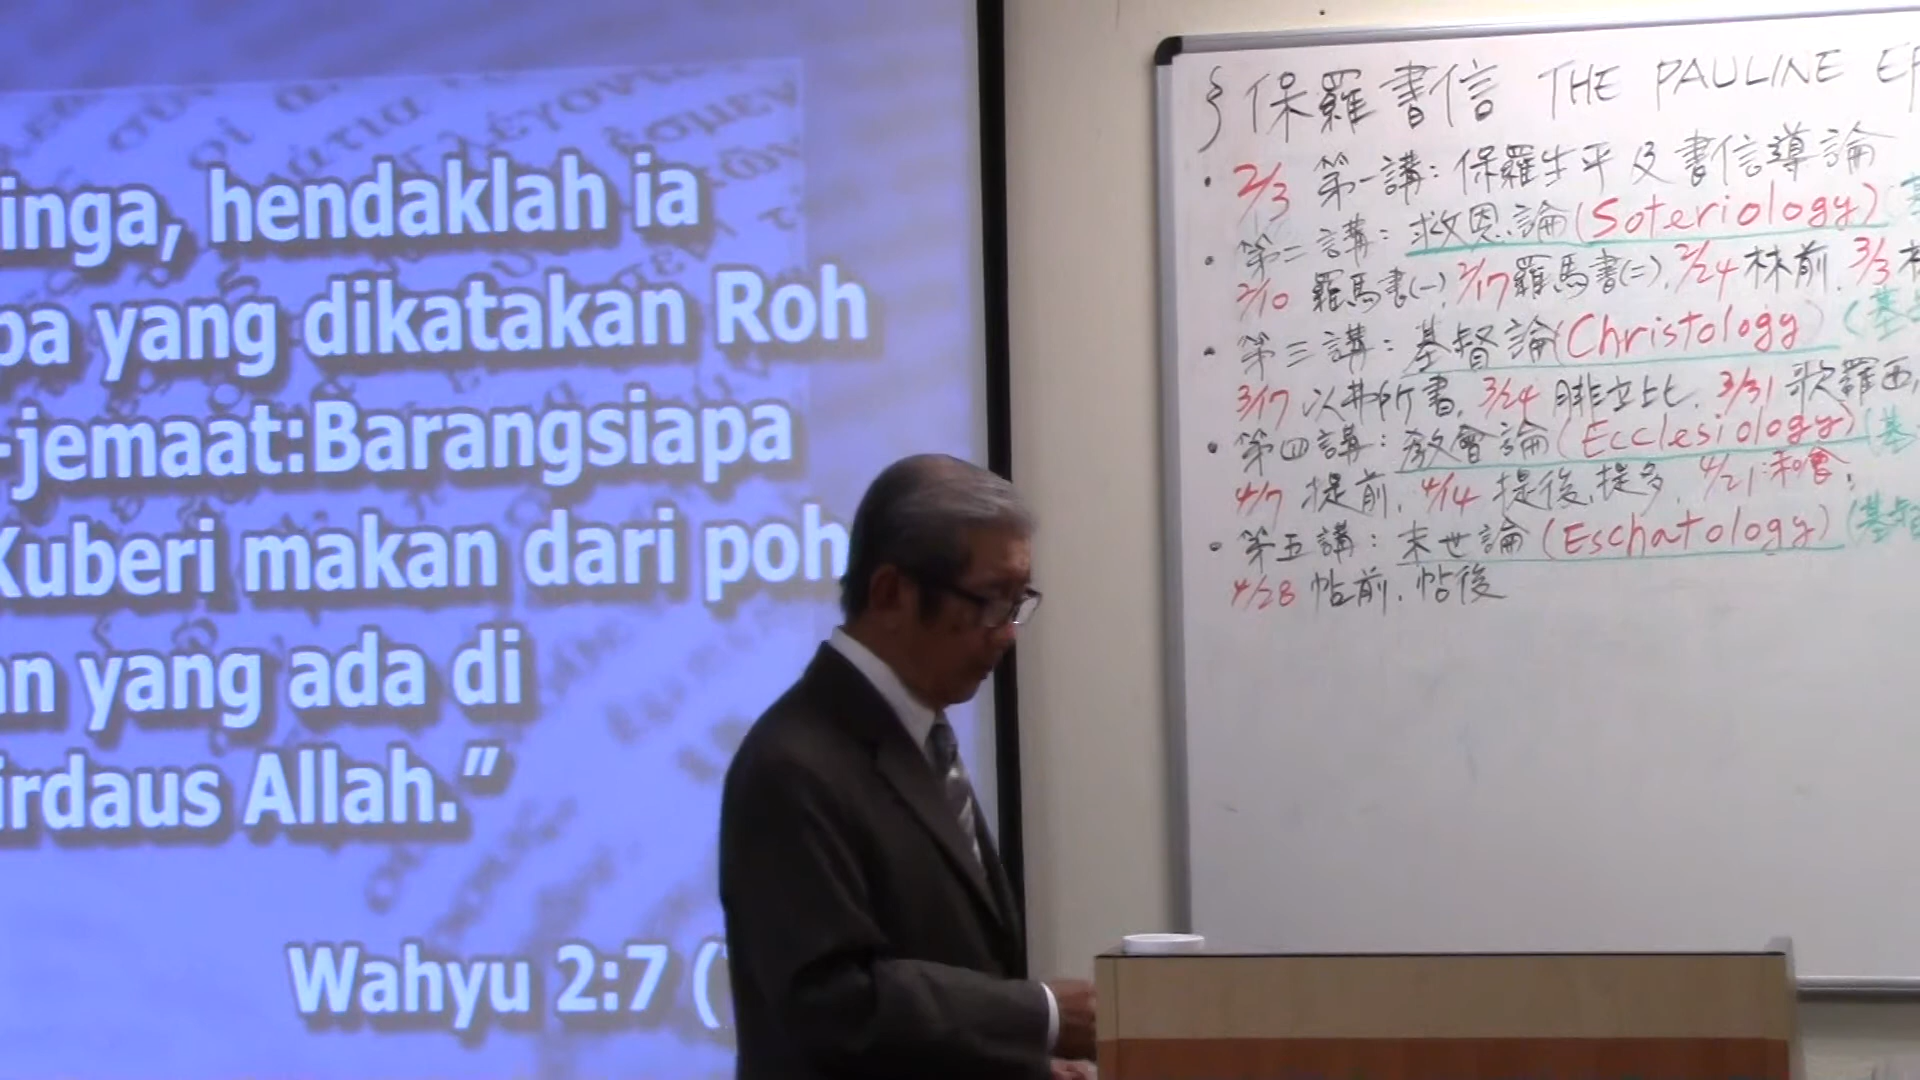 inga, hendaklah ia
pa yang dikatakan Roh
-jemaat:Barangsiapa
Kuberi makan dari poh
an yang ada di
irdaus Allah.”
Wahyu 2:7 (
保羅書信 THE PAULINE EP
• 2/3 第一講: 保羅生平及書信導論
• 第二講: 救恩論(Soteriology)
2/10 羅馬書(一), 2/17 羅馬書(二), 2/24 林前, 3/3
• 第三講: 基督論(Christology) (基
3/17 以弗所書, 3/24 腓立比, 3/31 歌羅西,
• 第四講: 教會論(Ecclesiology) (基
4/7 提前, 4/14 提後, 提多, 4/21:
• 第五講: 末世論(Eschatology) (基督
4/28 帖前, 帖後